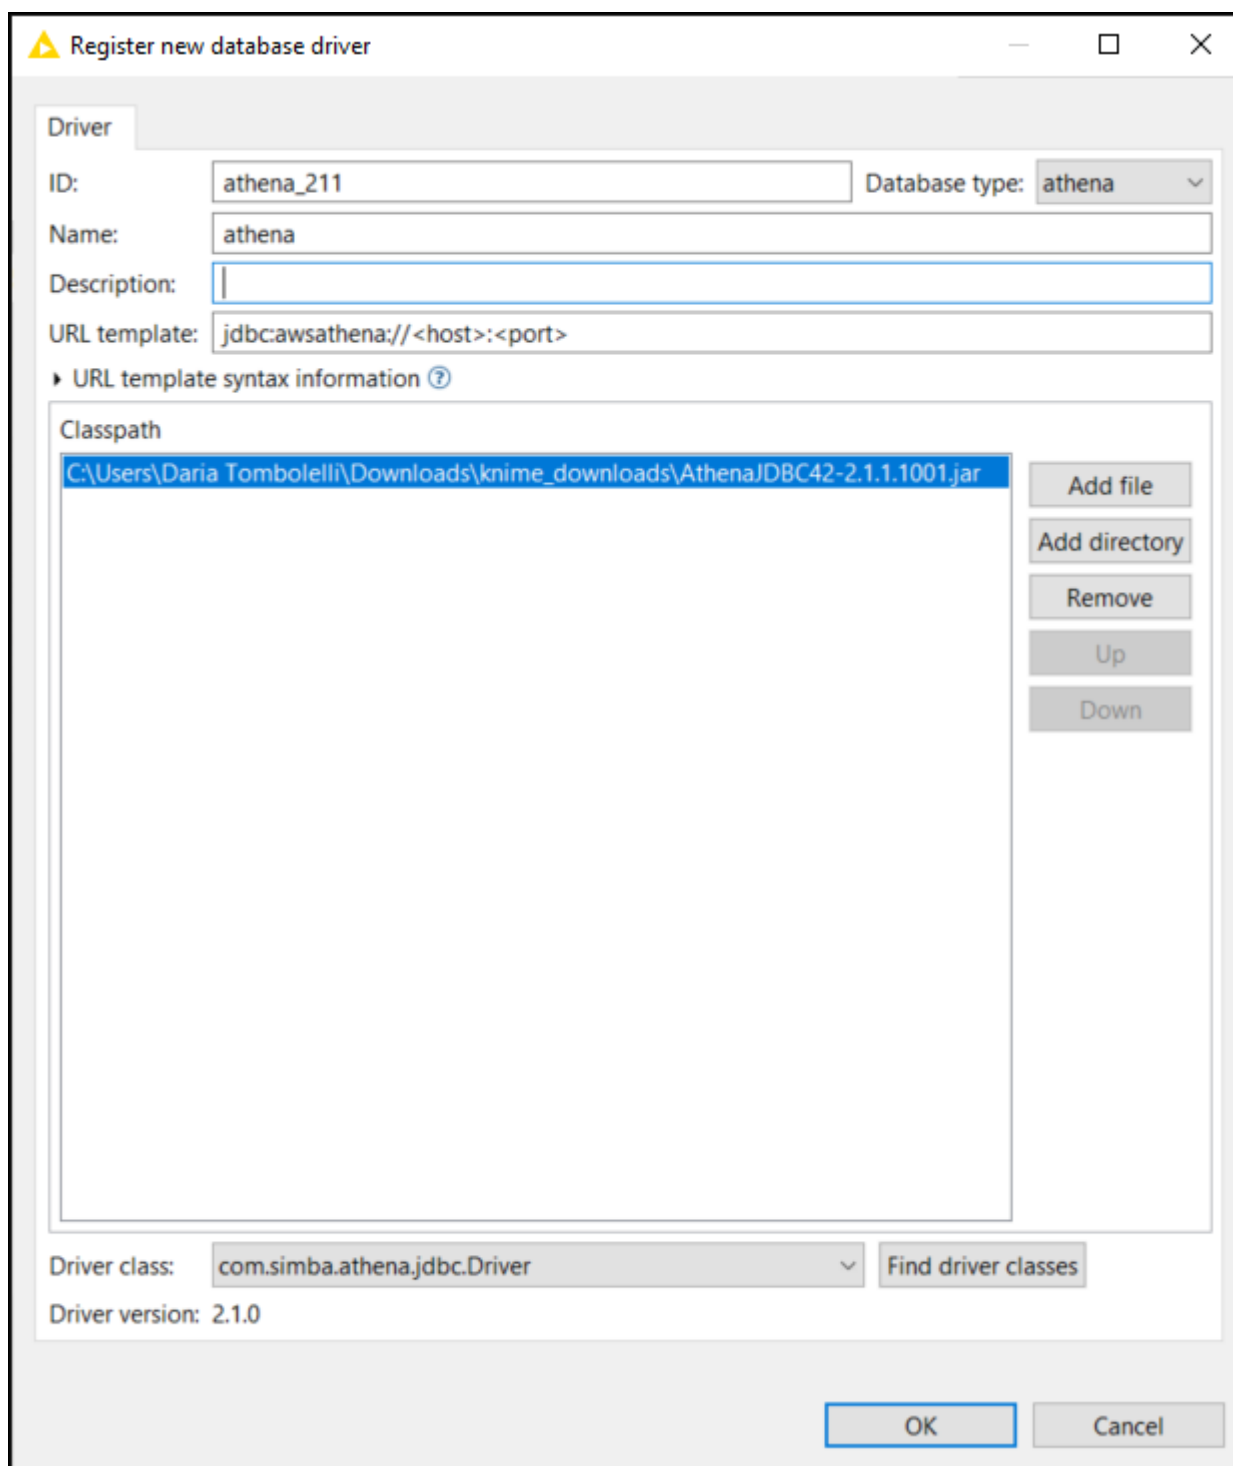 Register new database driver
Driver
ID: athena_211 Database type: athena
Name: athena
Description:
URL template: jdbc:awsathena://<host>:<port>
URL template syntax information ?
Classpath
C:\Users\Daria Tombolelli\Downloads\knime_downloads\AthenaJDBC42-2.1.1.1001.jar
Add file
Add directory
Remove
Up
Down
Driver class: com.simba.athena.jdbc.Driver Find driver classes
Driver version: 2.1.0
OK Cancel